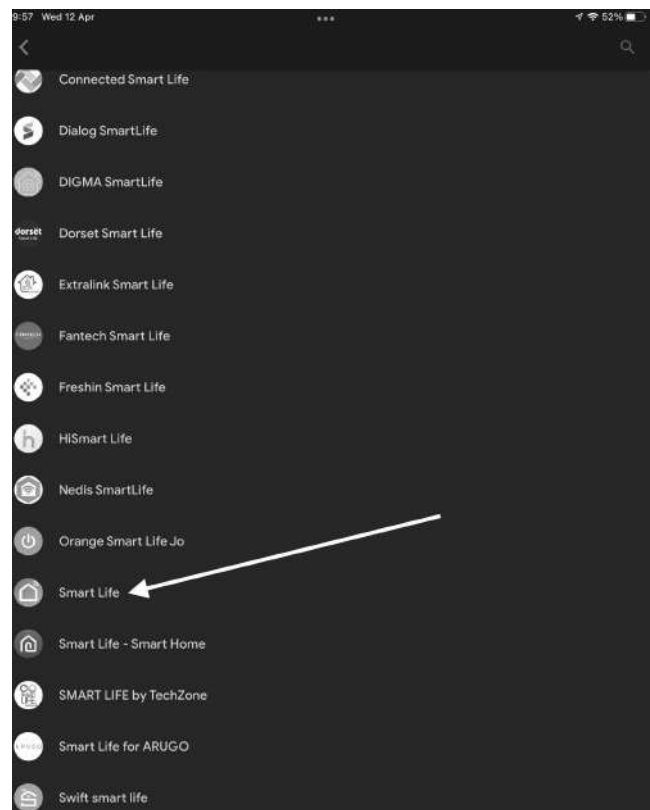 9:57 Wed 12 Apr
52%
Connected Smart Life
Dialog SmartLife
DIGMA SmartLife
dorsët
Dorset Smart Life
Extralink Smart Life
Fantech Smart Life
Freshin Smart Life
h
HiSmart Life
Nedis SmartLife
Orange Smart Life Jo
Smart Life
Smart Life - Smart Home
SMART LIFE by TechZone
Smart Life for ARUGO
Swift smart life